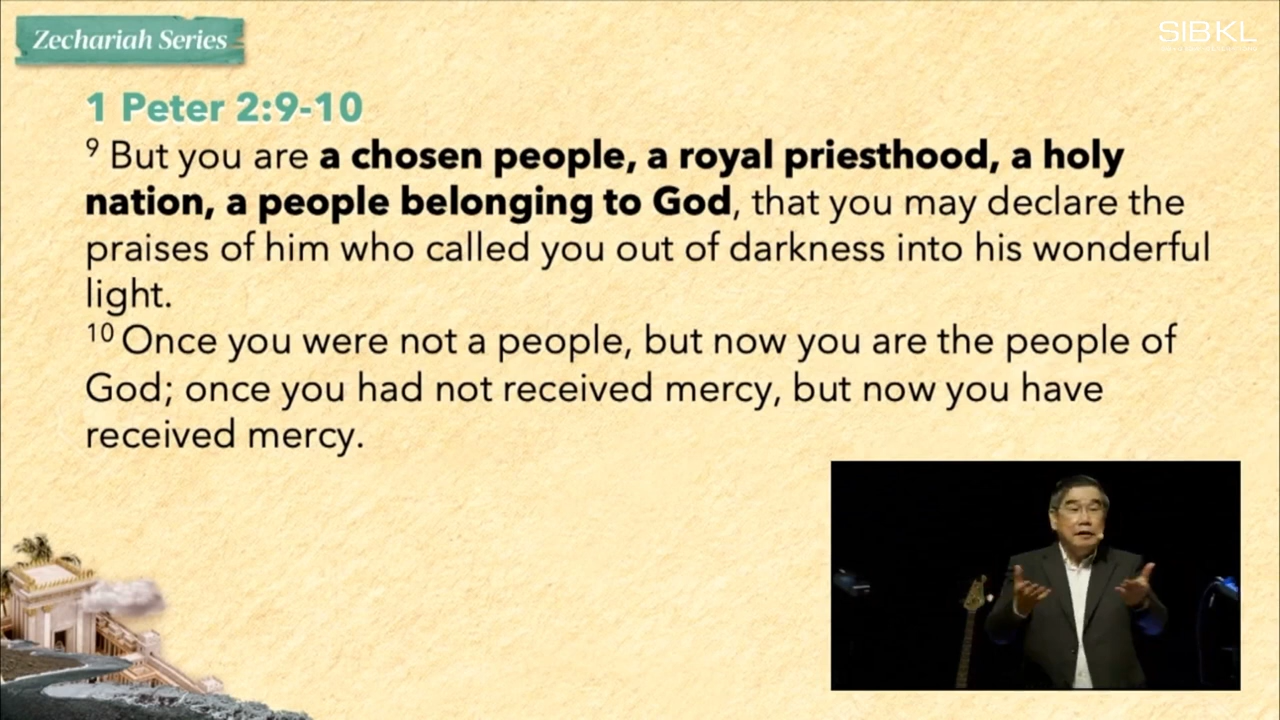 Zechariah Series
SIBKL
1 Peter 2:9-10
9 But you are a chosen people, a royal priesthood, a holy
nation, a people belonging to God, that you may declare the
praises of him who called you out of darkness into his wonderful
light.
10 Once you were not a people, but now you are the people of
God; once you had not received mercy, but now you have
received mercy.